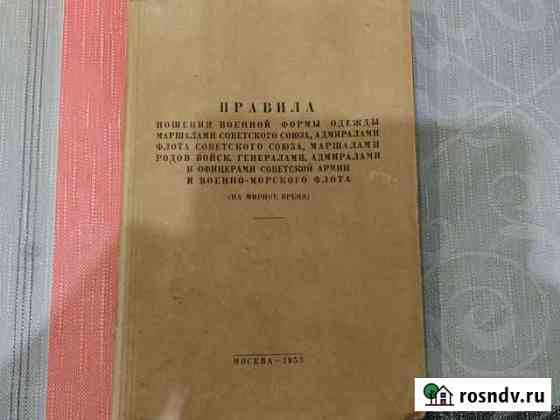 ПРАВИЛА
НОШЕНИЯ ВОЕННОЙ ФОРМЫ ОДЕЖДЫ
МАРШАЛАМИ СОВЕТСКОГО СОЮЗА, АДМИРАЛАМИ
ФЛОТА СОВЕТСКОГО СОЮЗА, МАРШАЛАМИ
РОДОВ ВОЙСК, ГЕНЕРАЛАМИ, АДМИРАЛАМИ
И ОФИЦЕРАМИ СОВЕТСКОЙ АРМИИ
И ВОЕННО-МОРСКОГО ФЛОТА
(НА МИРНОЕ ВРЕМЯ)
МОСКВА — 1955
rosndv.ru